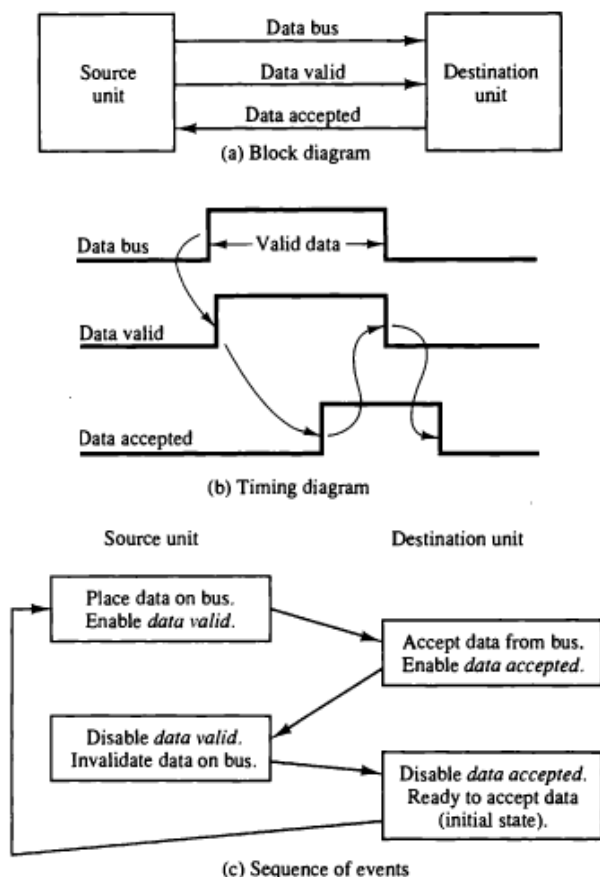 Data bus
Source
unit
Data valid
Destination
unit
Data accepted
(a) Block diagram
Data bus
Valid data
Data valid
Data accepted
(b) Timing diagram
Source unit
Destination unit
Place data on bus.
Enable data valid.
Accept data from bus.
Enable data accepted.
Disable data valid.
Invalidate data on bus.
Disable data accepted.
Ready to accept data
(initial state).
(c) Sequence of events